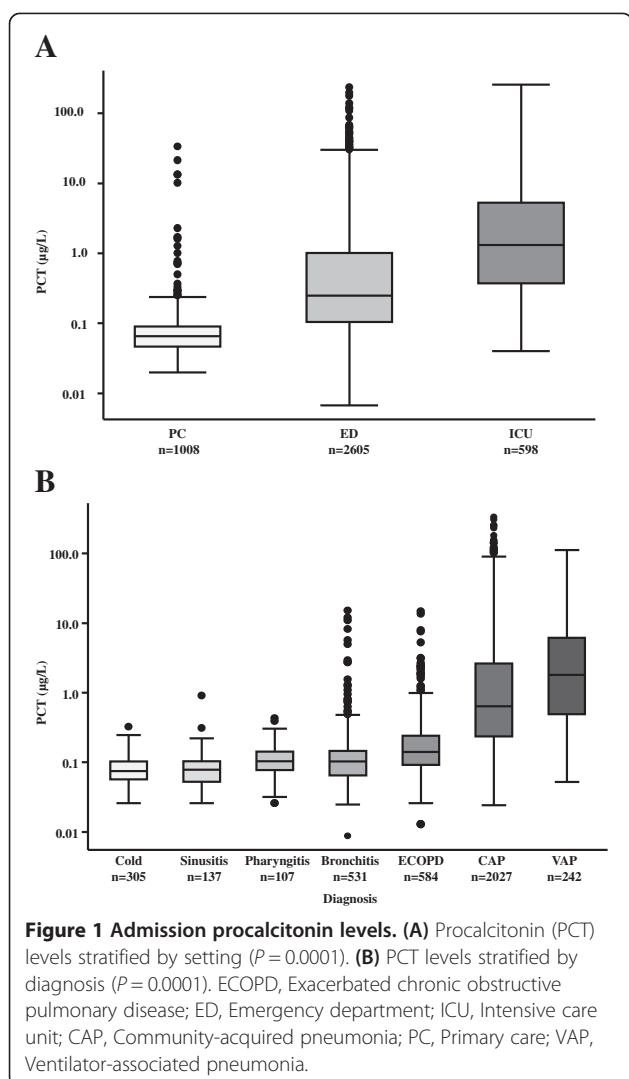 A
100.0
10.0
1.0
0.1
0.01
PCT (µg/L)
PC ED ICU
n=1008 n=2605 n=598
B
100.0
10.0
1.0
0.1
0.01
PCT (µg/L)
Cold Sinusitis Pharyngitis Bronchitis ECOPD CAP VAP
n=305 n=137 n=107 n=531 n=584 n=2027 n=242
Diagnosis
Figure 1 Admission procalcitonin levels. (A) Procalcitonin (PCT)
levels stratified by setting (P = 0.0001). (B) PCT levels stratified by
diagnosis (P = 0.0001). ECOPD, Exacerbated chronic obstructive
pulmonary disease; ED, Emergency department; ICU, Intensive care
unit; CAP, Community-acquired pneumonia; PC, Primary care; VAP,
Ventilator-associated pneumonia.